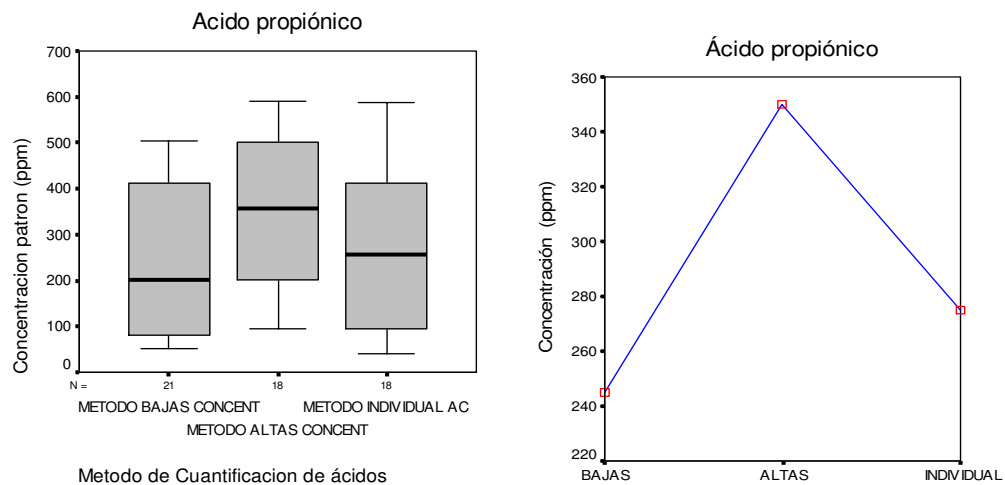 Acido propiónico
Concentracion patron (ppm)
700
600
500
400
300
200
100
0
N = 21 18 18
METODO BAJAS CONCENT METODO INDIVIDUAL AC
METODO ALTAS CONCENT
Metodo de Cuantificacion de ácidos
Ácido propiónico
Concentración (ppm)
360
340
320
300
280
260
240
220
BAJAS ALTAS INDIVIDUAL